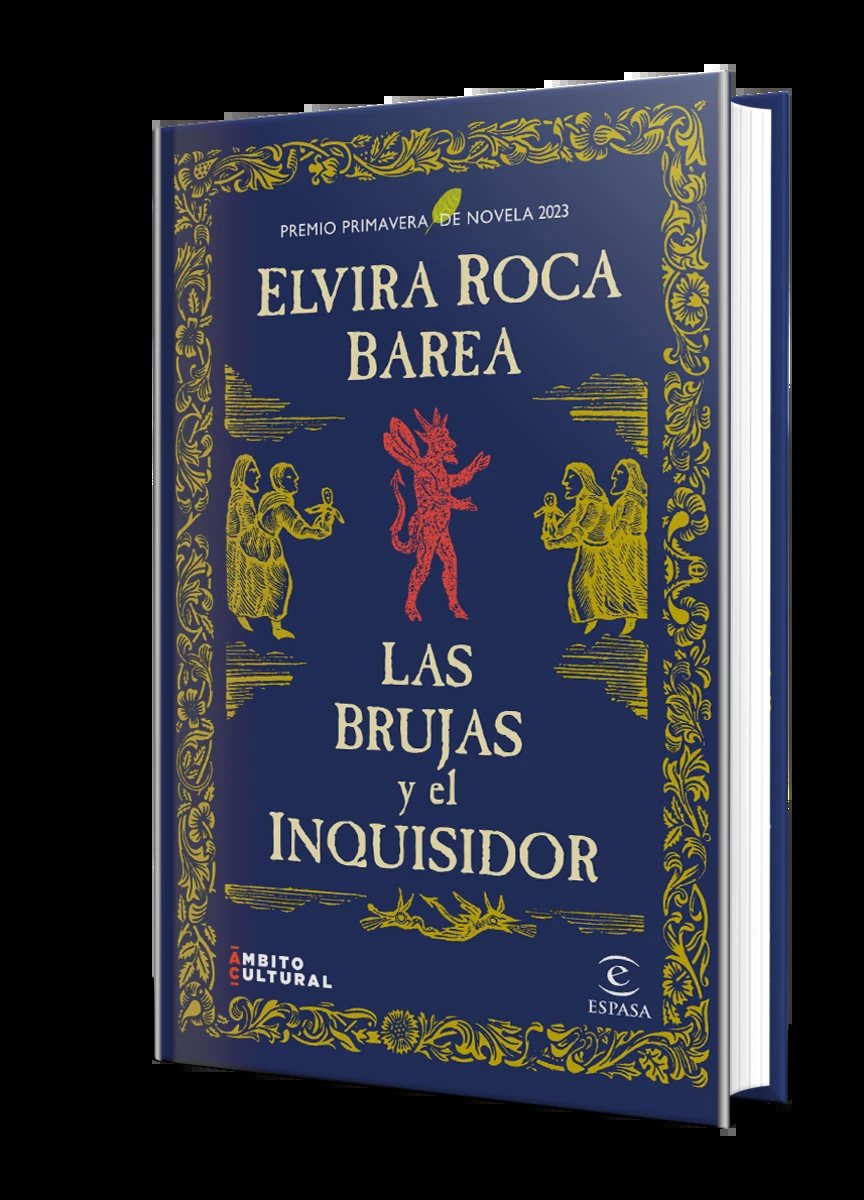 PREMIO PRIMAVERA DE NOVELA 2023
ELVIRA ROCA
BAREA
LAS
BRUJAS
y el
INQUISIDOR
ÁMBITO
CULTURAL
e
ESPASA